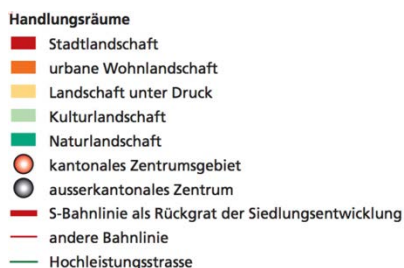 Handlungsräume
Stadtlandschaft
urbane Wohnlandschaft
Landschaft unter Druck
Kulturlandschaft
Naturlandschaft
kantonales Zentrumsgebiet
ausserkantonales Zentrum
S-Bahnlinie als Rückgrat der Siedlungsentwicklung
andere Bahnlinie
Hochleistungsstrasse